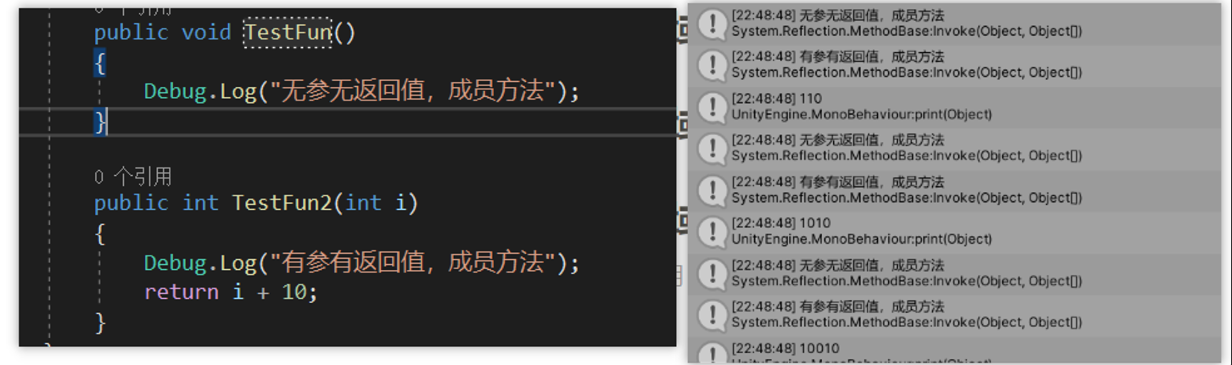 public void TestFun()
{
Debug.Log("无参无返回值，成员方法");
}
0 个引用
public int TestFun2(int i)
{
Debug.Log("有参有返回值，成员方法");
return i + 10;
}
[22:48:48] 无参无返回值，成员方法
System.Reflection.MethodBase:Invoke(Object, Object[])
[22:48:48] 有参有返回值，成员方法
System.Reflection.MethodBase:Invoke(Object, Object[])
[22:48:48] 110
UnityEngine.MonoBehaviour:print(Object)
[22:48:48] 无参无返回值，成员方法
System.Reflection.MethodBase:Invoke(Object, Object[])
[22:48:48] 有参有返回值，成员方法
System.Reflection.MethodBase:Invoke(Object, Object[])
[22:48:48] 1010
UnityEngine.MonoBehaviour:print(Object)
[22:48:48] 无参无返回值，成员方法
System.Reflection.MethodBase:Invoke(Object, Object[])
[22:48:48] 有参有返回值，成员方法
System.Reflection.MethodBase:Invoke(Object, Object[])
[22:48:48] 10010